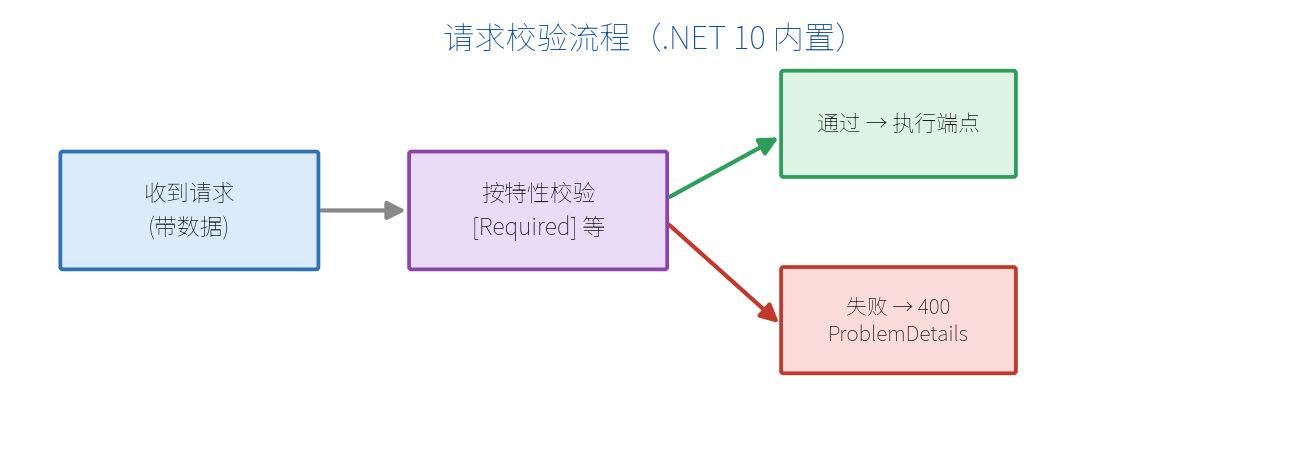 请求校验流程（.NET 10 内置）
收到请求
(带数据)
按特性校验
[Required] 等
通过 → 执行端点
失败 → 400
ProblemDetails